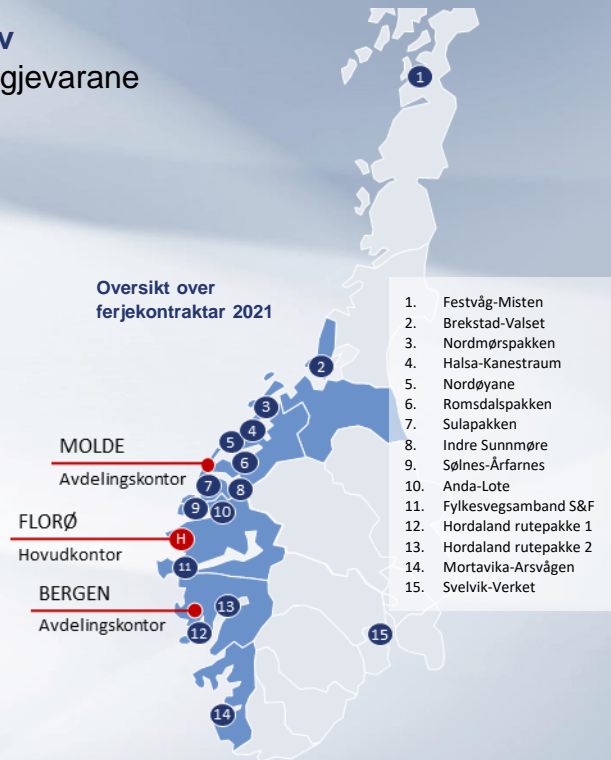 v
gjevarane
Oversikt over
ferjekontraktar 2021
1. Festvåg-Misten
2. Brekstad-Valset
3. Nordmørspakken
4. Halsa-Kanestraum
5. Nordøyane
6. Romsdalspakken
7. Sulapakken
8. Indre Sunnmøre
9. Sølnes-Årfarnes
10. Anda-Lote
11. Fylkesvegsamband S&F
12. Hordaland rutepakke 1
13. Hordaland rutepakke 2
14. Mortavika-Arsvågen
15. Svelvik-Verket
MOLDE
Avdelingskontor
FLORØ
Hovudkontor
BERGEN
Avdelingskontor
1
2
3
4
5
6
7
8
9
10
H
11
13
12
15
14